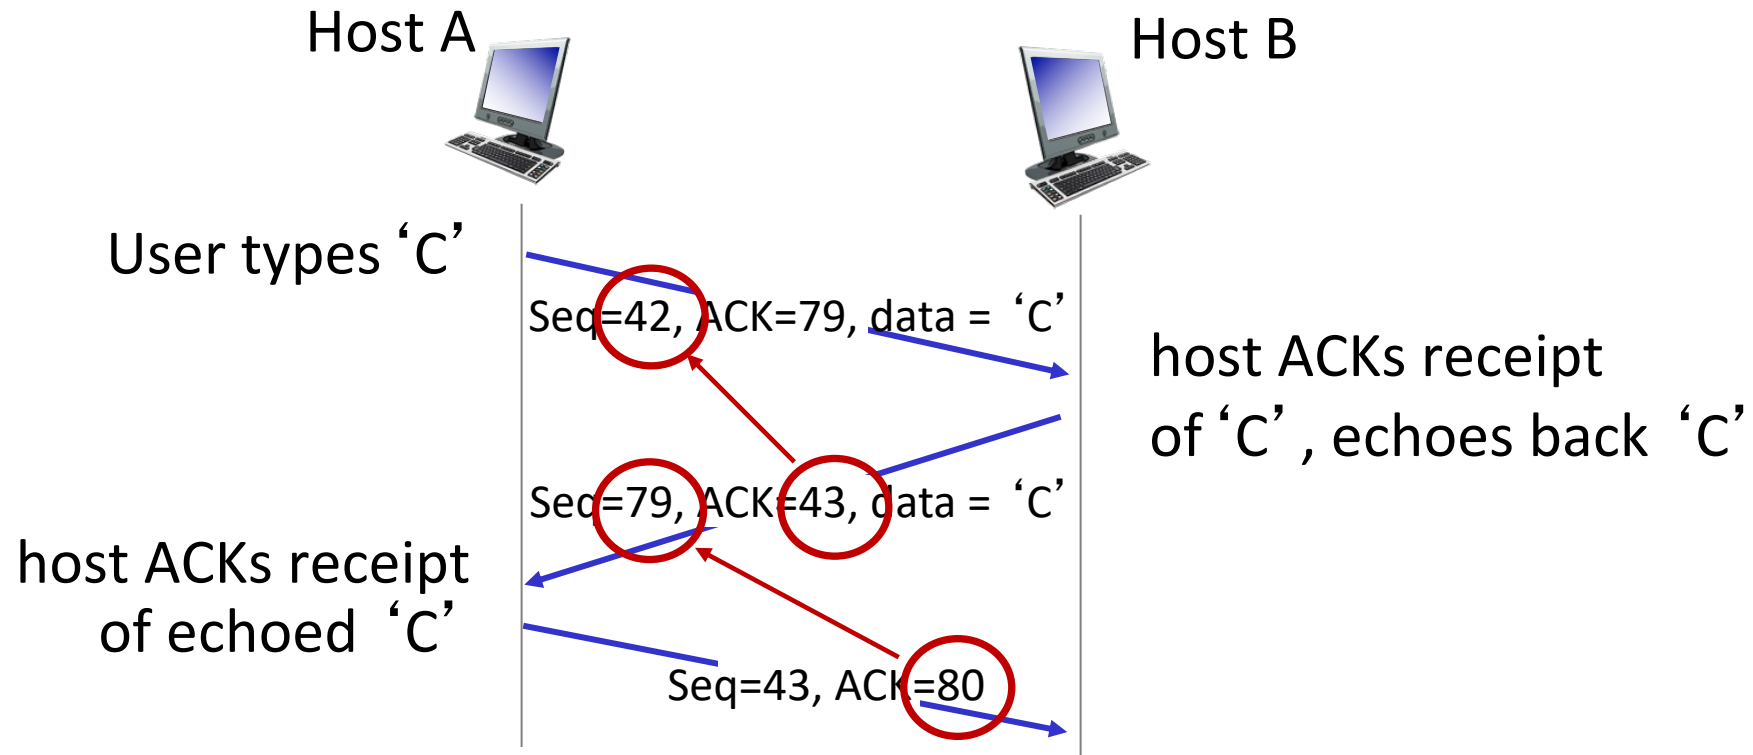 Host A
Host B
User types ‘C’
Seq=42, ACK=79, data = ‘C’
host ACKs receipt
of ‘C’, echoes back ‘C’
Seq=79, ACK=43, data = ‘C’
host ACKs receipt
of echoed ‘C’
Seq=43, ACK=80